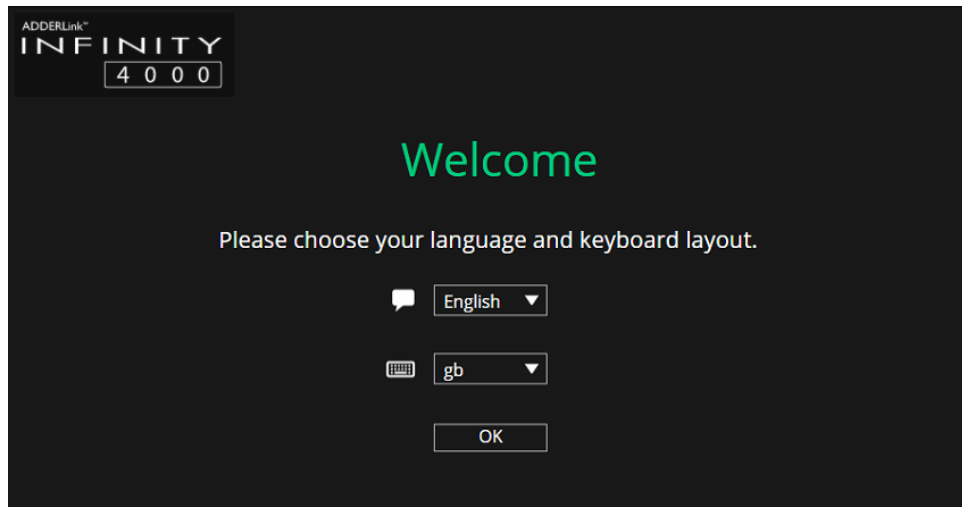 ADDERLink™
INFINITY
4000
Welcome
Please choose your language and keyboard layout.
English
gb
OK